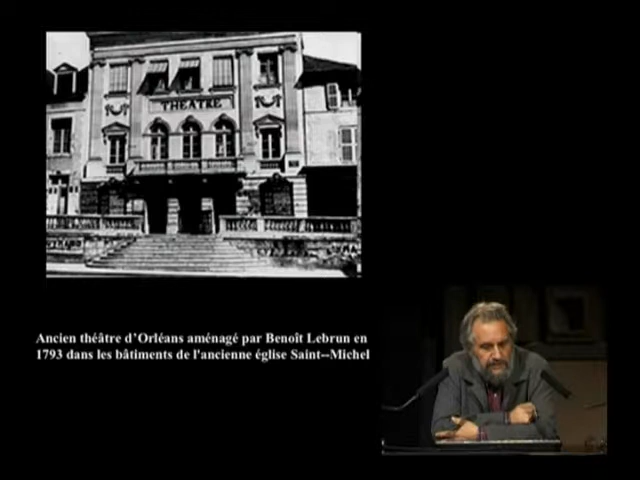 THEATRE
Ancien théâtre d’Orléans aménagé par Benoît Lebrun en
1793 dans les bâtiments de l'ancienne église Saint--Michel